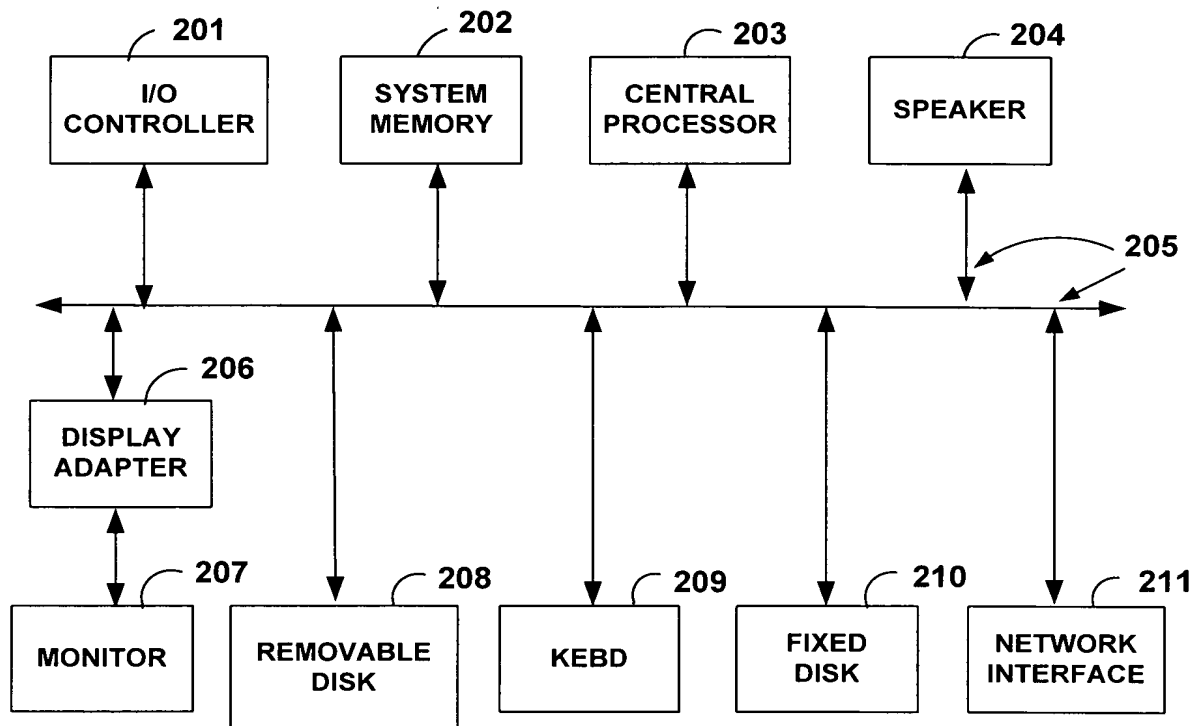 201
202
203
204
I/O
CONTROLLER
SYSTEM
MEMORY
CENTRAL
PROCESSOR
SPEAKER
205
206
DISPLAY
ADAPTER
207
208
209
210
211
MONITOR
REMOVABLE
DISK
KEBD
FIXED
DISK
NETWORK
INTERFACE